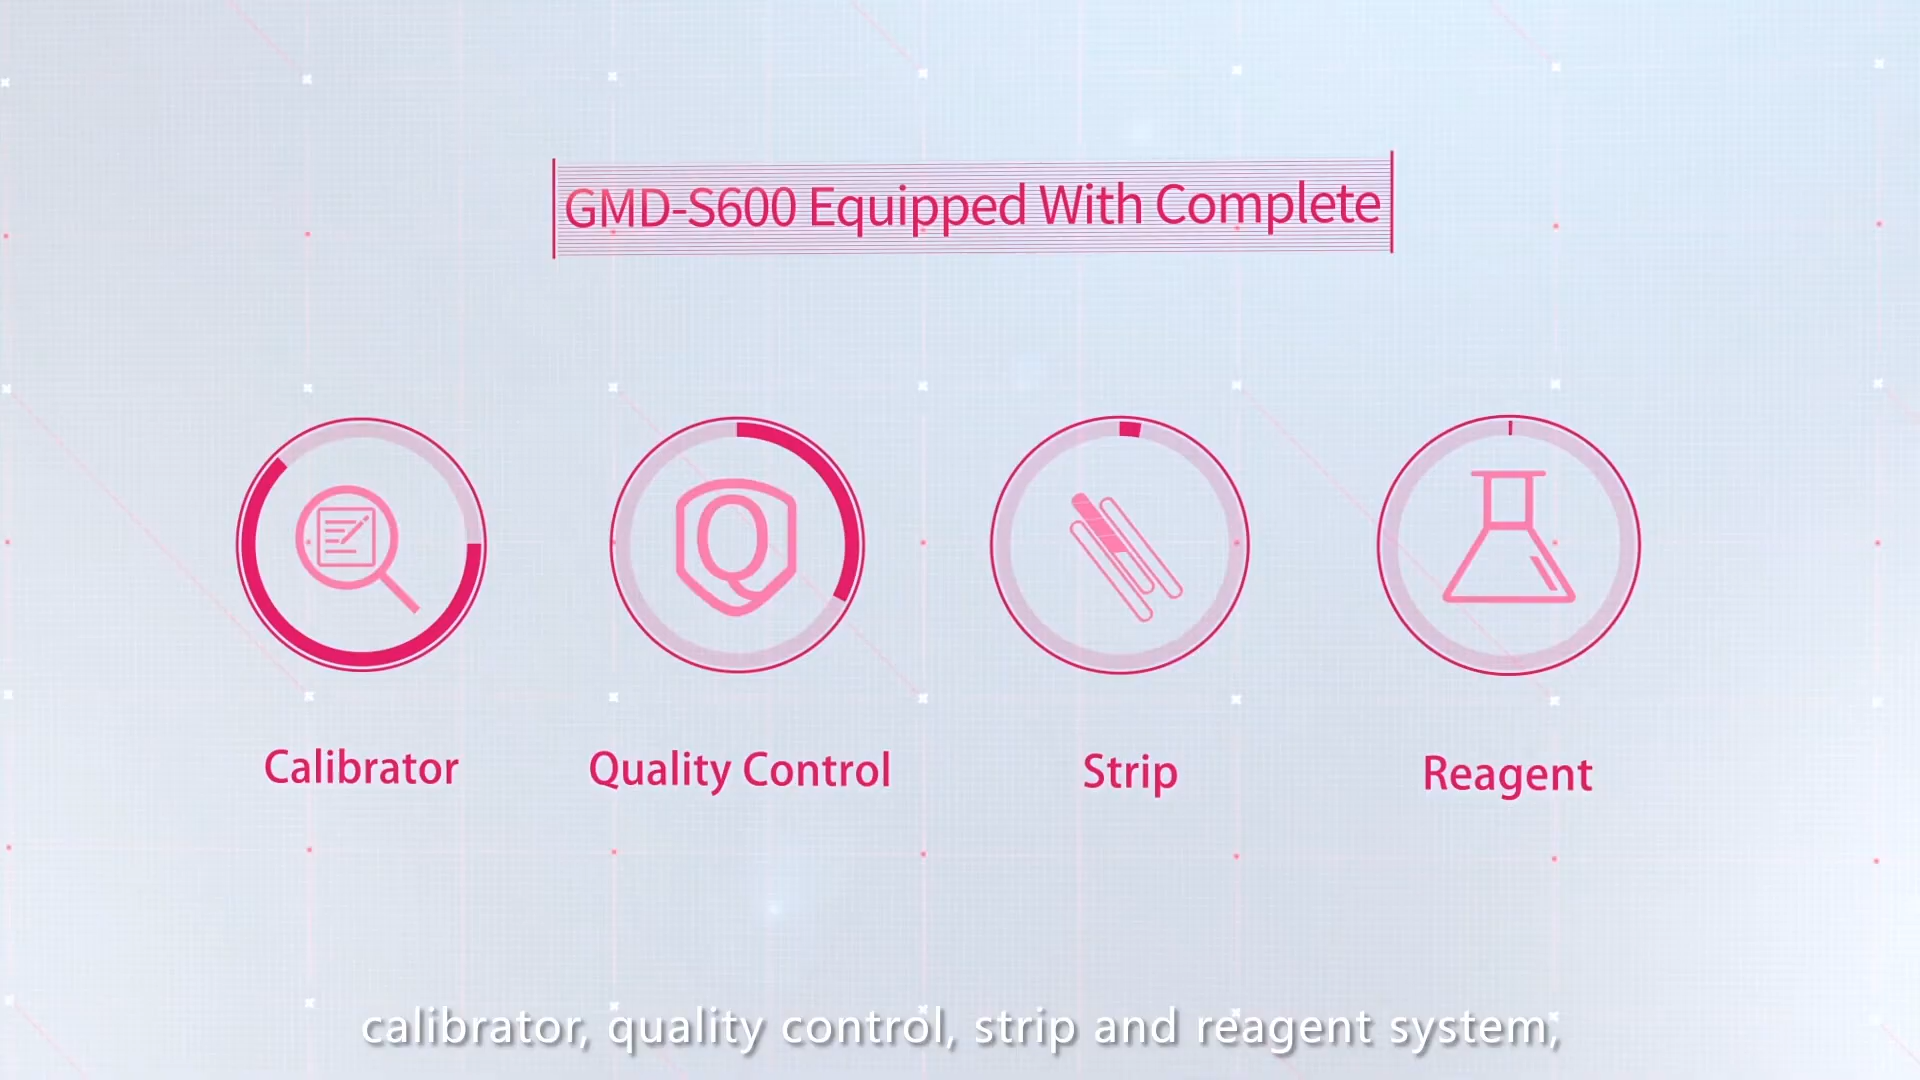 GMD-S600 Equipped With Complete
Calibrator
Quality Control
Strip
Reagent
calibrator, quality control, strip and reagent system,